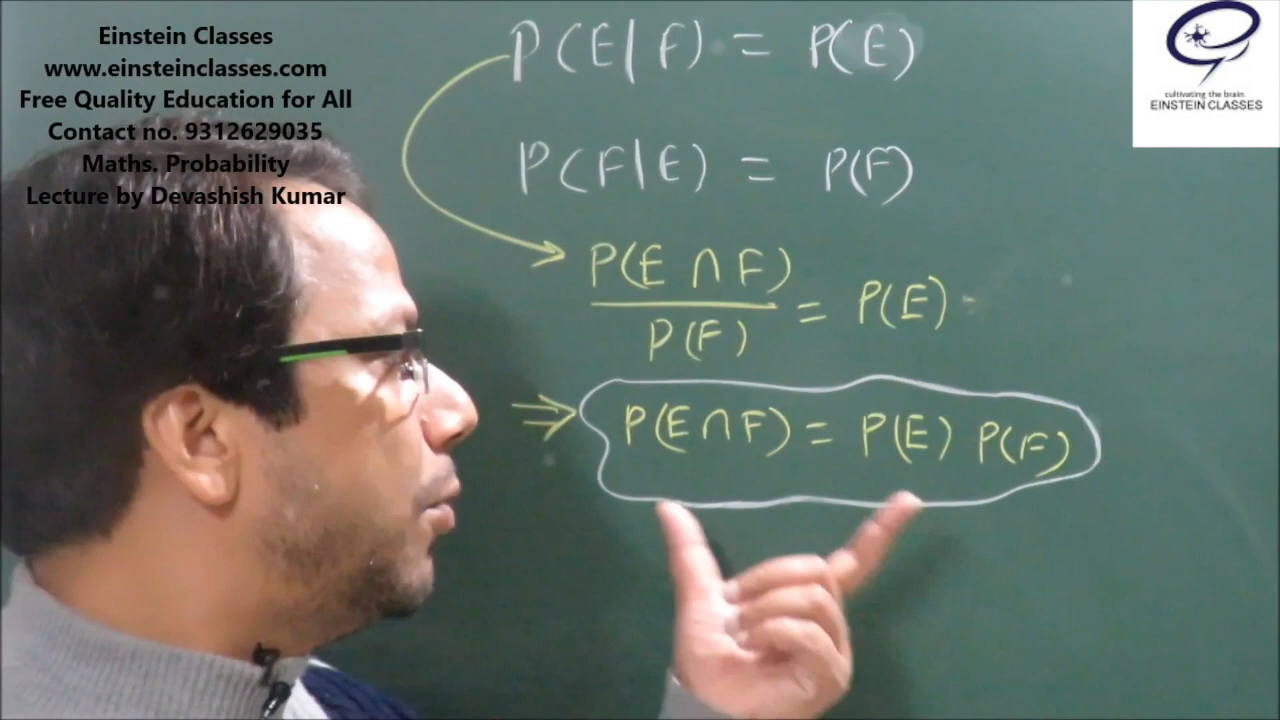 Einstein Classes
www.einsteinclasses.com
Free Quality Education for All
Contact no. 9312629035
Maths. Probability
Lecture by Devashish Kumar
cultivating the brain
EINSTEIN CLASSES
P(E|F) = P(E)
P(F|E) = P(F)
P(E ∩ F)
P(F)
= P(E)
⇒ P(E∩F) = P(E) P(F)